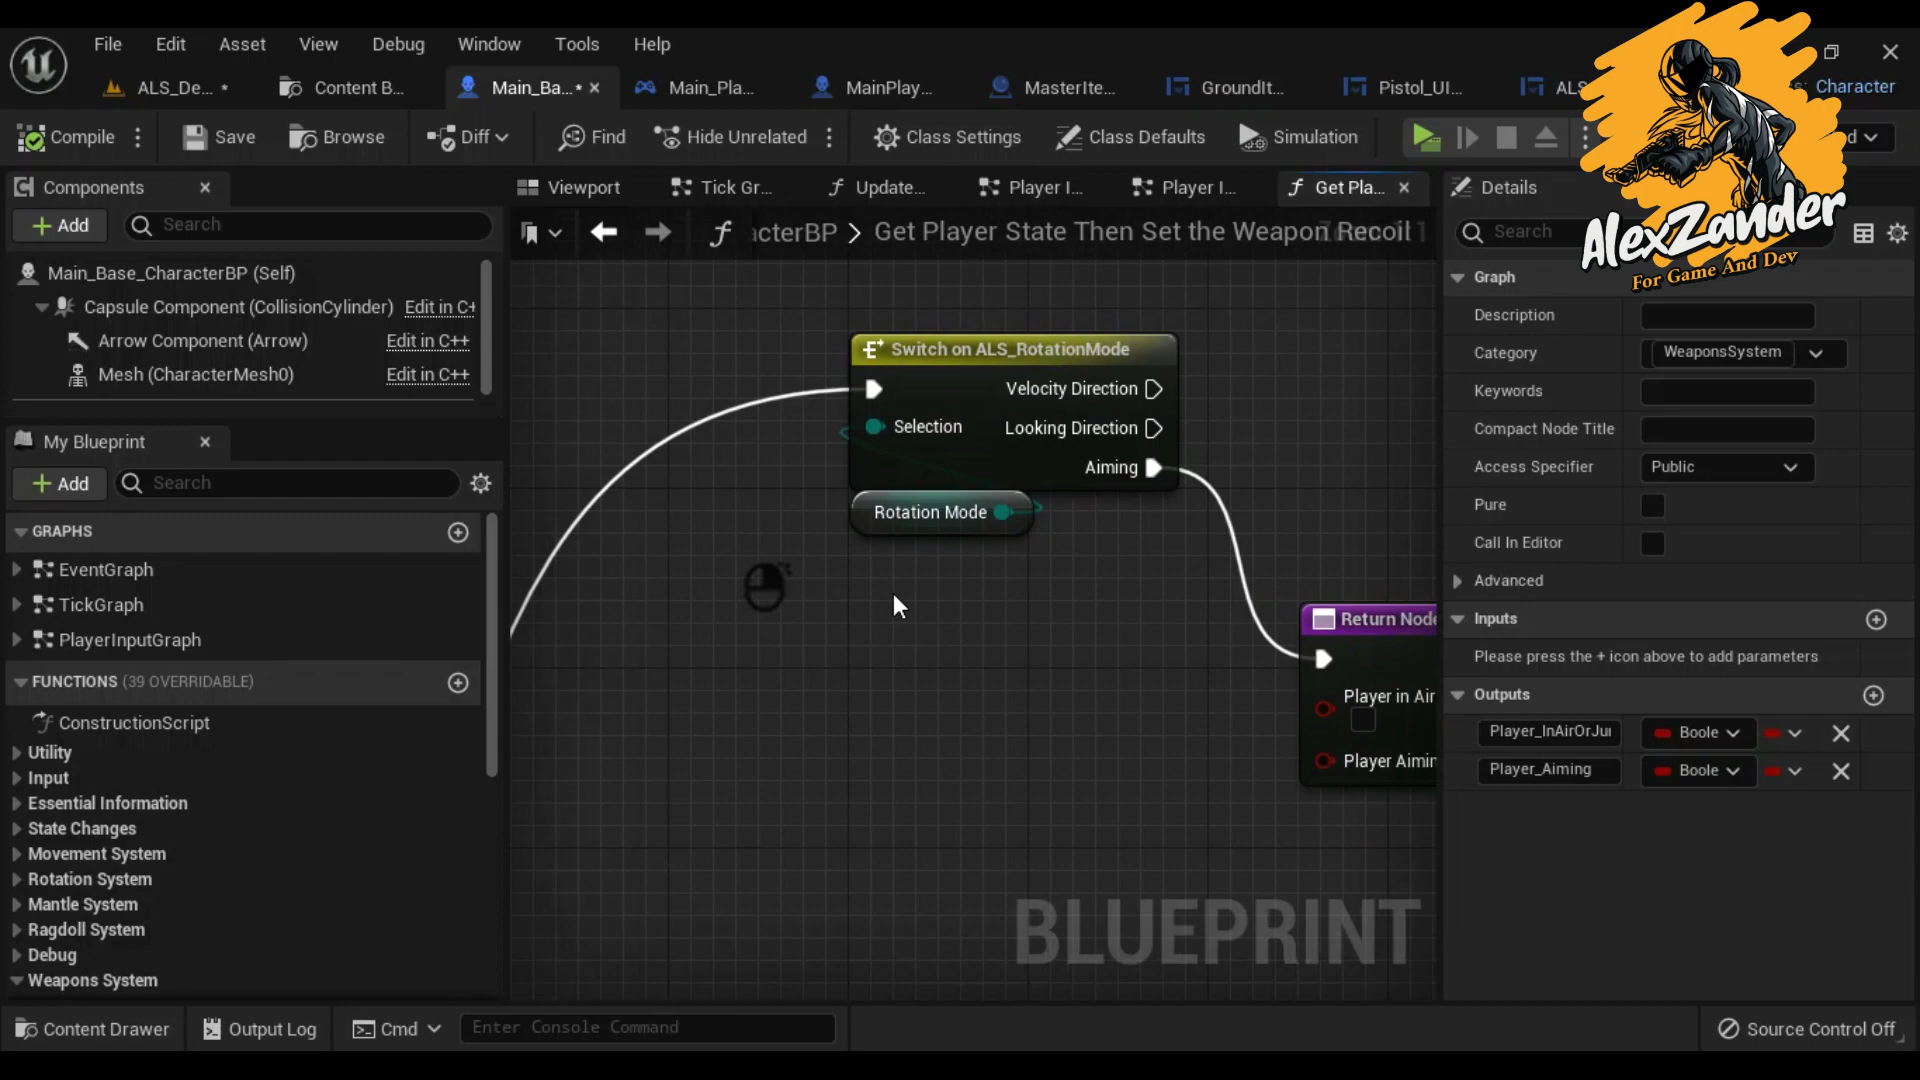 File Edit Asset View Debug Window Tools Help
ALS_De... • Content B... Main_Ba...• Main_Pla... MainPlay... MasterIte... GroundIt... Pistol_UI... ALS
Character
Compile Save Browse Diff Find Hide Unrelated Class Settings Class Defaults Simulation
Components
Add Search
Main_Base_CharacterBP (Self)
Capsule Component (CollisionCylinder) Edit in C+
Arrow Component (Arrow) Edit in C++
Mesh (CharacterMesh0) Edit in C++
My Blueprint
Add Search
GRAPHS
EventGraph
TickGraph
PlayerInputGraph
FUNCTIONS (39 OVERRIDABLE)
ConstructionScript
Utility
Input
Essential Information
State Changes
Movement System
Rotation System
Mantle System
Ragdoll System
Debug
Weapons System
Viewport Tick Gr... Update... Player I... Player I... Get Pla...
acterBP > Get Player State Then Set the Weapon Recoil
Switch on ALS_RotationMode
Velocity Direction
Selection Looking Direction
Aiming
Rotation Mode
Return Node
Player in Air
Player Aimin
BLUEPRINT
Details
Search
AlexZander
For Game And Dev
Graph
Description
Category WeaponsSystem
Keywords
Compact Node Title
Access Specifier Public
Pure
Call In Editor
Advanced
Inputs
Please press the + icon above to add parameters
Outputs
Player_InAirOrJu Boole
Player_Aiming Boole
Content Drawer Output Log Cmd Enter Console Command Source Control Off